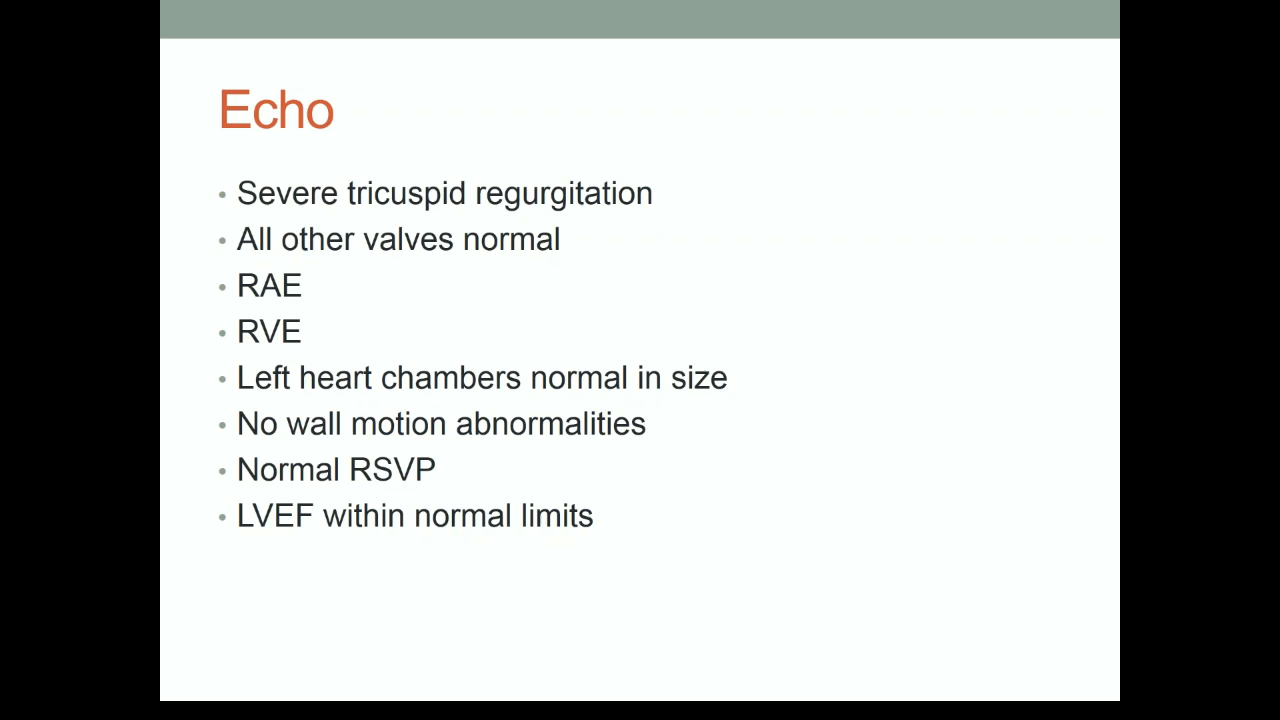 Echo
• Severe tricuspid regurgitation
• All other valves normal
• RAE
• RVE
• Left heart chambers normal in size
• No wall motion abnormalities
• Normal RSVP
• LVEF within normal limits